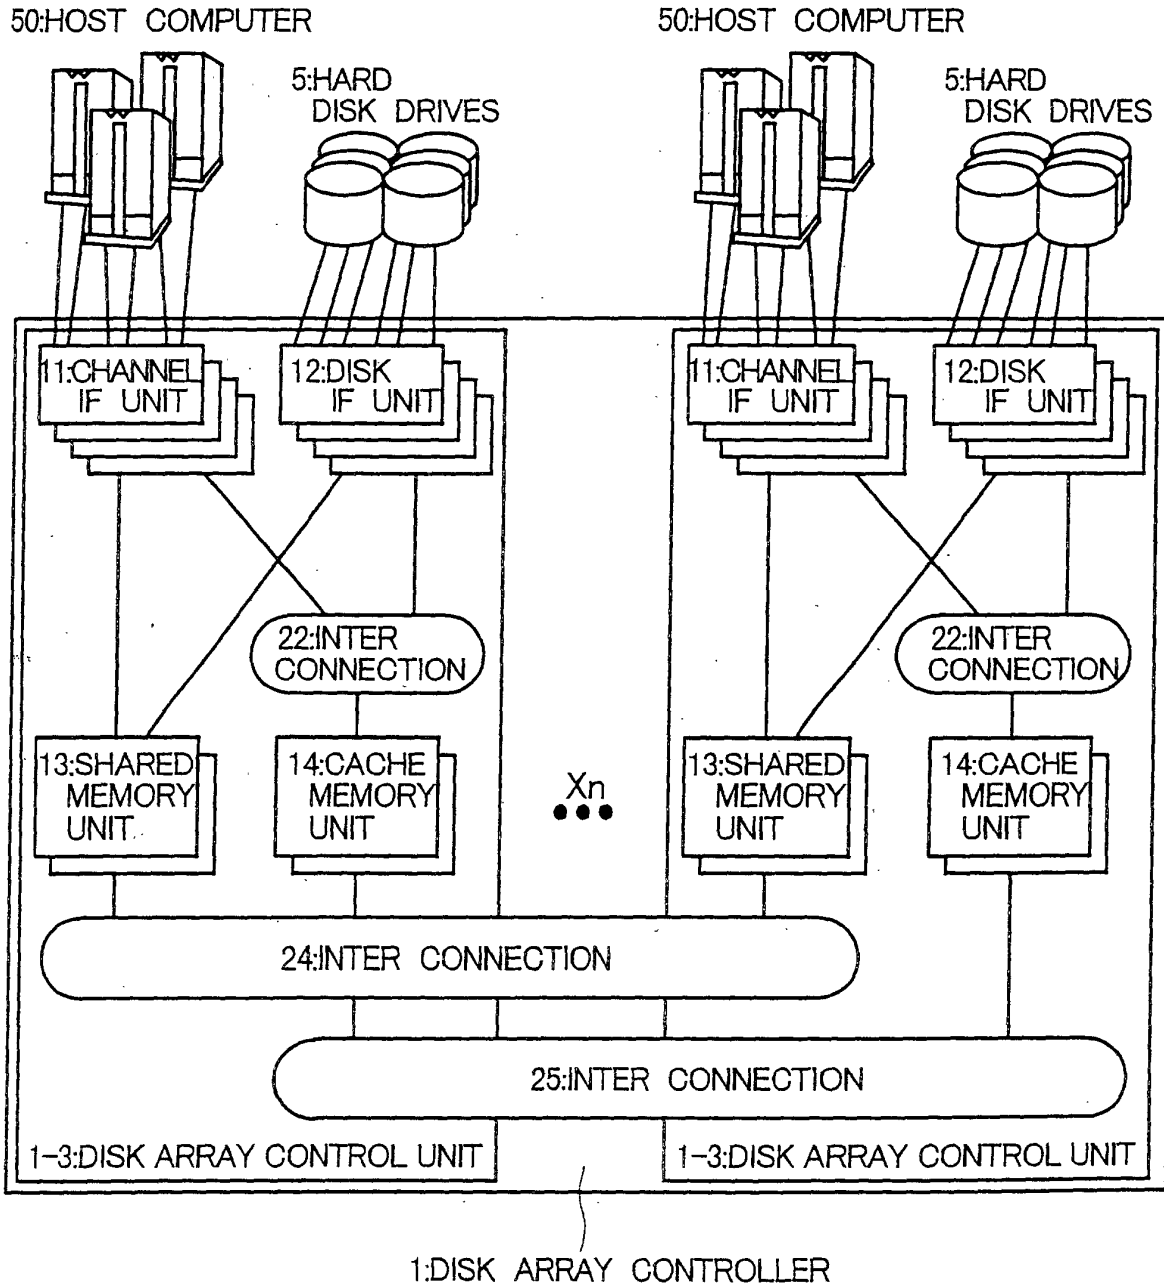 50:HOST COMPUTER
50:HOST COMPUTER
5:HARD
DISK DRIVES
5:HARD
DISK DRIVES
11:CHANNEL
IF UNIT
12:DISK
IF UNIT
11:CHANNEL
IF UNIT
12:DISK
IF UNIT
22:INTER
CONNECTION
22:INTER
CONNECTION
13:SHARED
MEMORY
UNIT
14:CACHE
MEMORY
UNIT
Xn
13:SHARED
MEMORY
UNIT
14:CACHE
MEMORY
UNIT
24:INTER CONNECTION
25:INTER CONNECTION
1-3:DISK ARRAY CONTROL UNIT
1-3:DISK ARRAY CONTROL UNIT
1:DISK ARRAY CONTROLLER